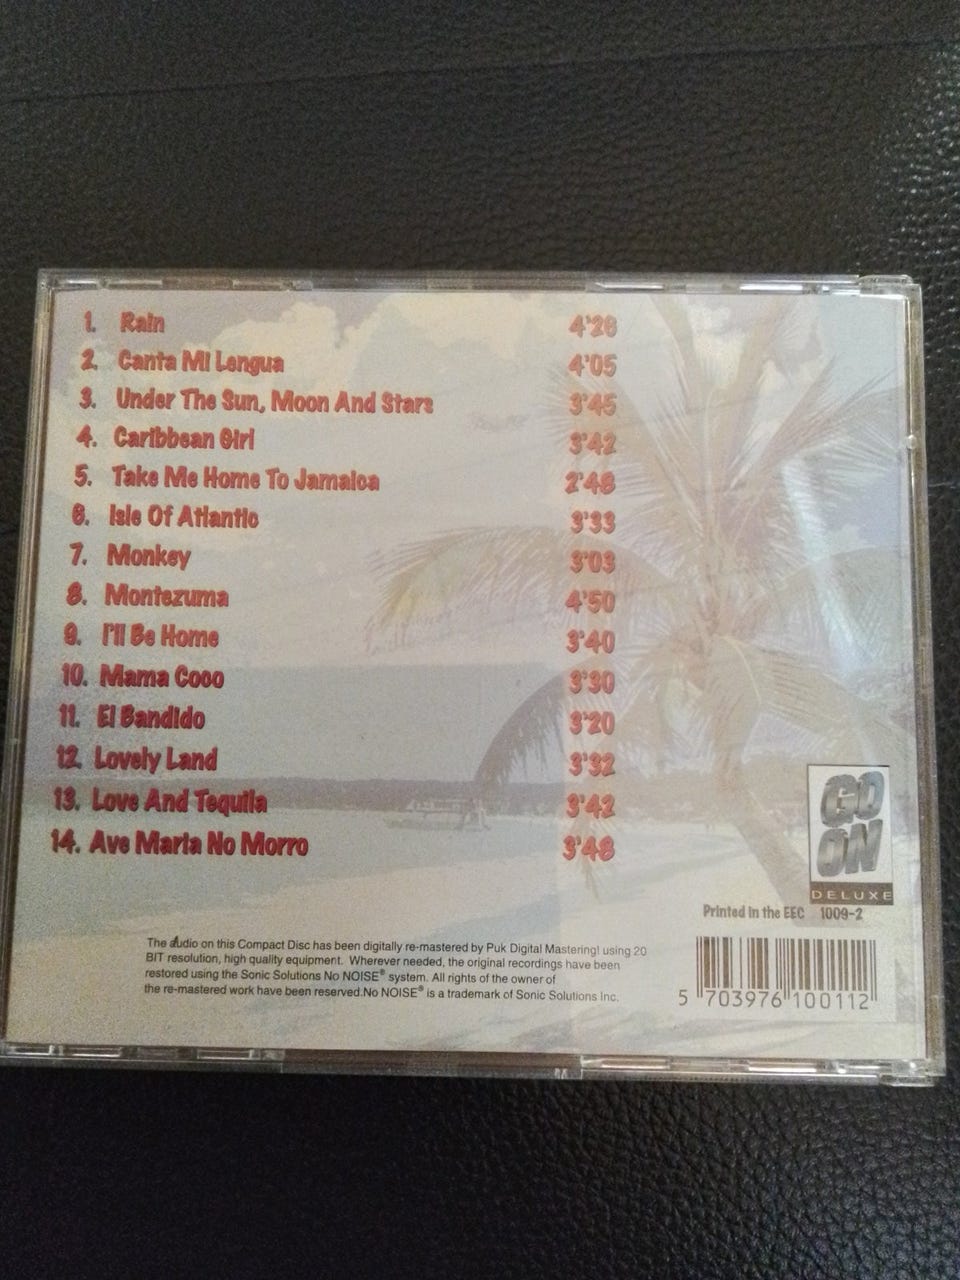 1. Rain 4'28
2. Canta Mi Lengua 4'05
3. Under The Sun, Moon And Stars 3'45
4. Caribbean Girl 3'42
5. Take Me Home To Jamaica 2'48
6. Isle Of Atlantic 3'33
7. Monkey 3'03
8. Montezuma 4'50
9. I'll Be Home 3'40
10. Mama Coco 3'30
11. El Bandido 3'20
12. Lovely Land 3'32
13. Love And Tequila 3'42
14. Ave Maria No Morro 3'48
GO
ON
DELUXE
Printed in the EEC 1009-2
The audio on this Compact Disc has been digitally re-mastered by Puk Digital Mastering! using 20
BIT resolution, high quality equipment. Wherever needed, the original recordings have been
restored using the Sonic Solutions No NOISE® system. All rights of the owner of
the re-mastered work have been reserved.No NOISE® is a trademark of Sonic Solutions Inc.
5 703976 100112